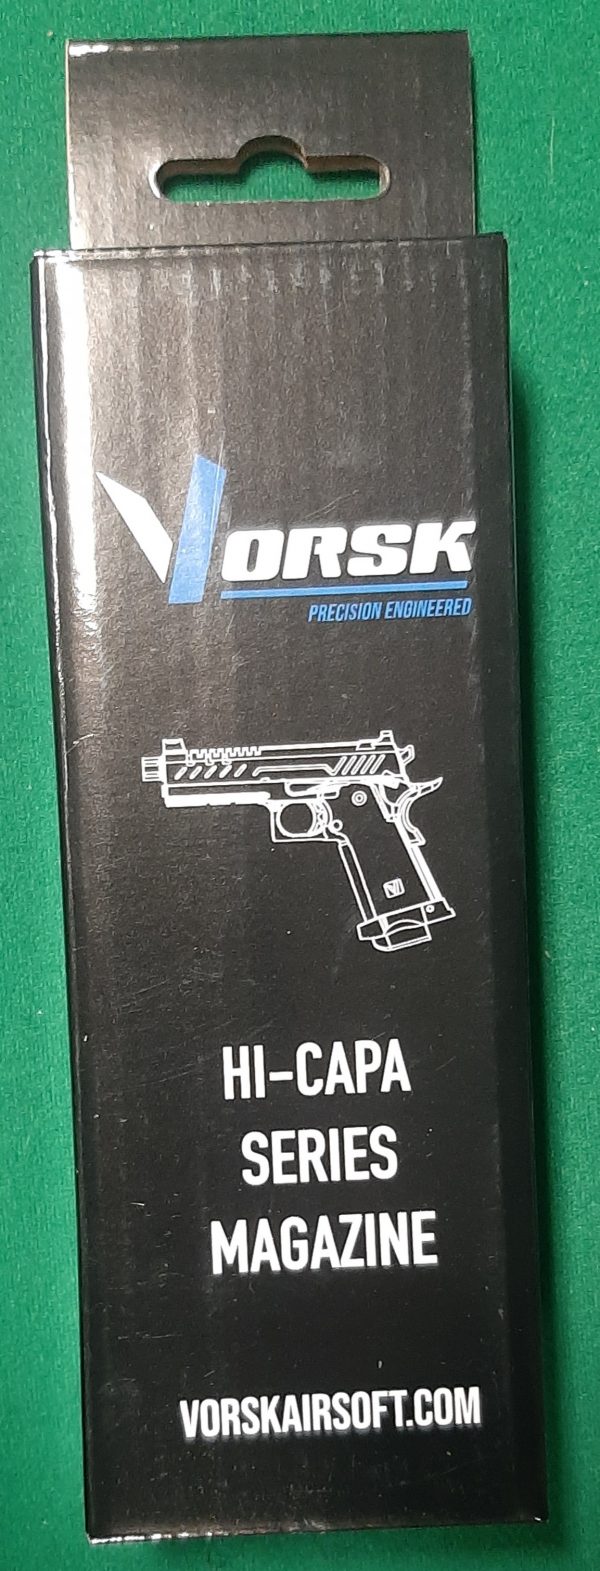 VORSK
PRECISION ENGINEERED
HI-CAPA
SERIES
MAGAZINE
VORSKAIRSOFT.COM